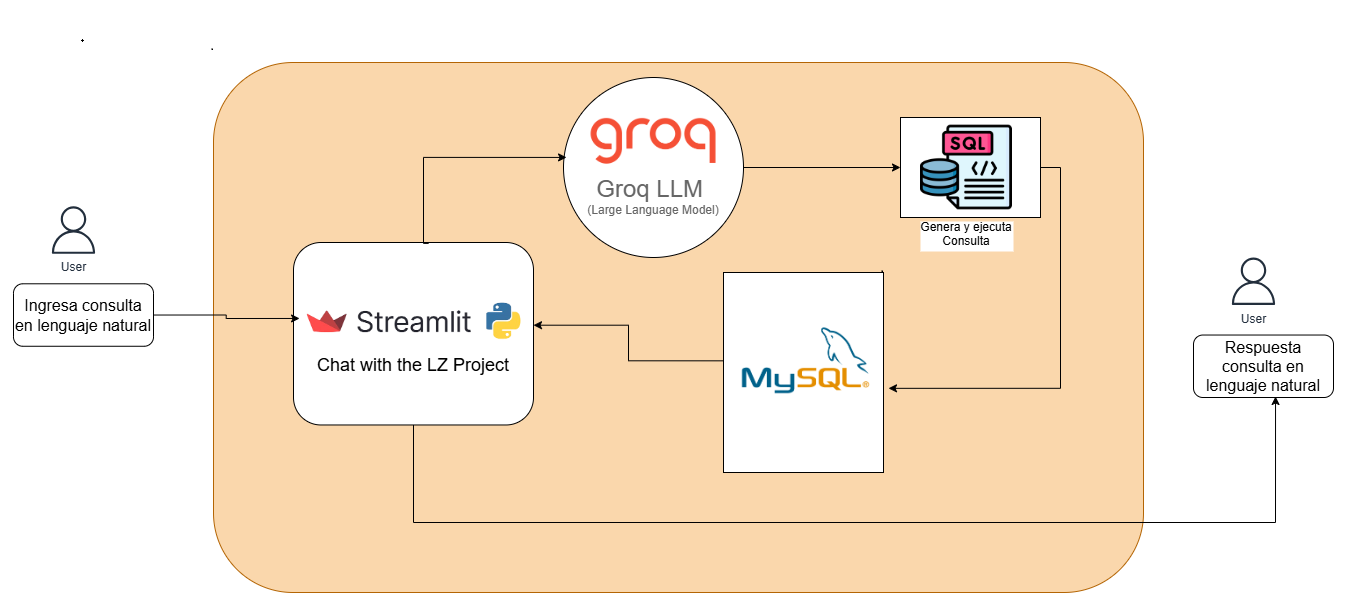 User
Ingresa consulta
en lenguaje natural
Streamlit
Chat with the LZ Project
groq
Groq LLM
(Large Language Model)
SQL
</>
Genera y ejecuta
Consulta
MySQL®
User
Respuesta
consulta en
lenguaje natural